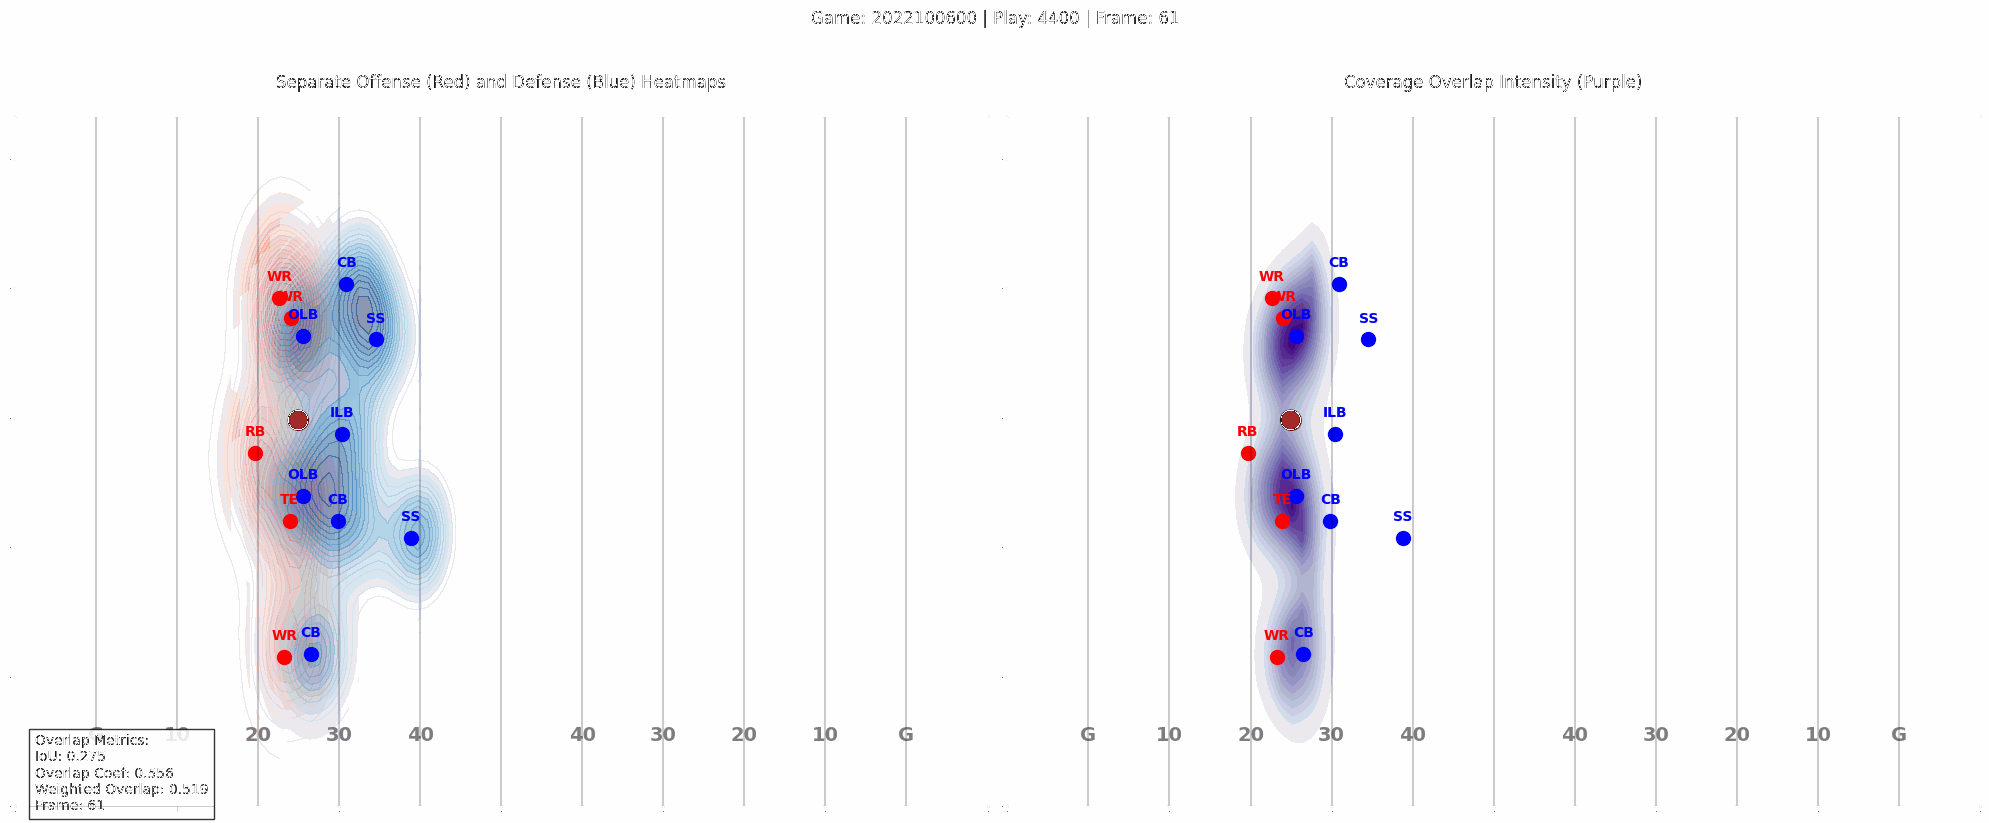 Game: 2022100600 | Play: 4400 | Frame: 61
Separate Offense (Red) and Defense (Blue) Heatmaps
CB
WR
WR
OLB
SS
ILB
RB
OLB
TE
CB
SS
WR
CB
G 10 20 30 40 40 30 20 10 G
Overlap Metrics:
IoU: 0.275
Overlap Coef: 0.556
Weighted Overlap: 0.519
Frame: 61
Coverage Overlap Intensity (Purple)
CB
WR
WR
OLB
SS
ILB
RB
OLB
TE
CB
SS
WR
CB
G 10 20 30 40 40 30 20 10 G